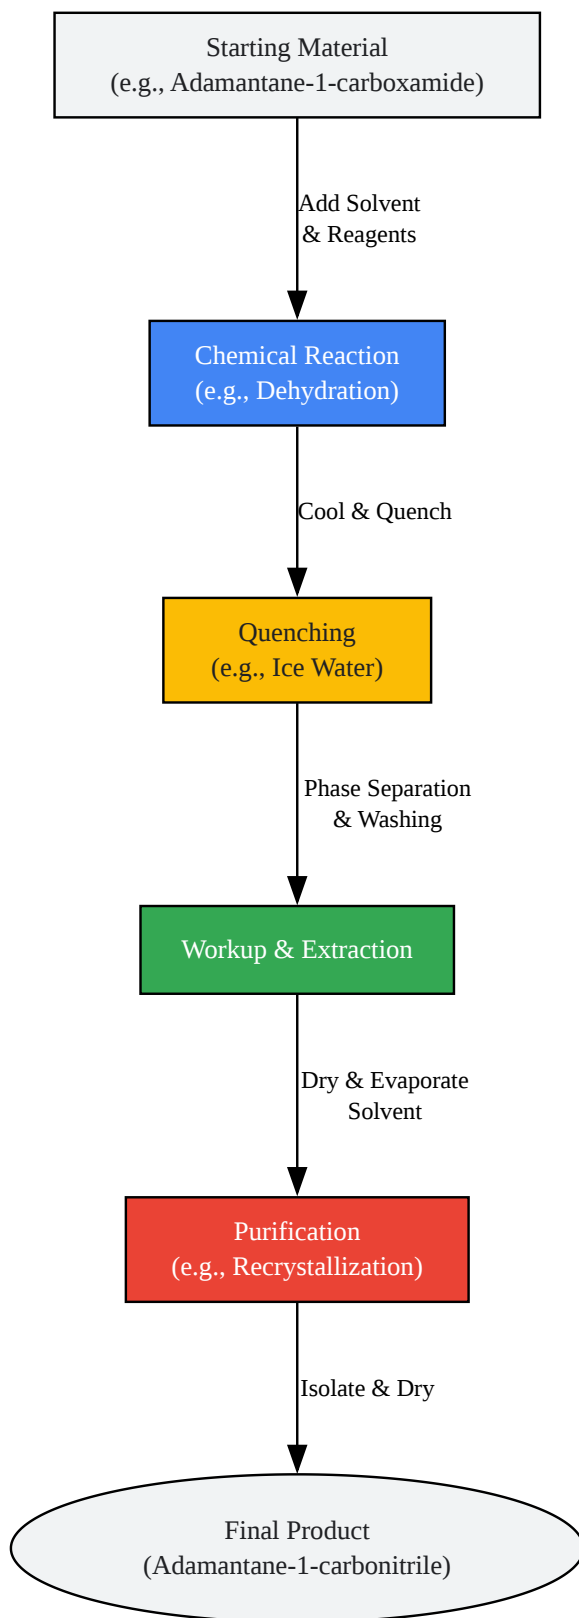 Starting Material
(e.g., Adamantane-1-carboxamide)
Add Solvent
& Reagents
Chemical Reaction
(e.g., Dehydration)
Cool & Quench
Quenching
(e.g., Ice Water)
Phase Separation
& Washing
Workup & Extraction
Dry & Evaporate
Solvent
Purification
(e.g., Recrystallization)
Isolate & Dry
Final Product
(Adamantane-1-carbonitrile)